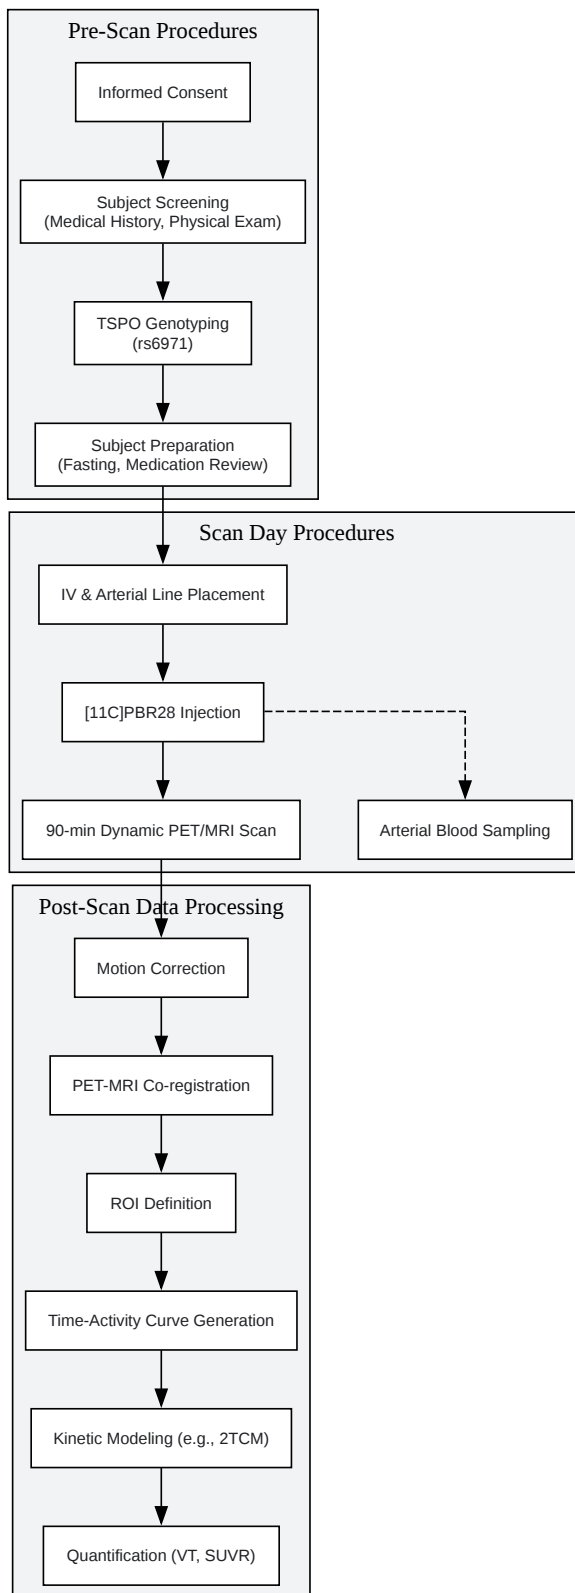 Pre-Scan Procedures
Informed Consent
Subject Screening
(Medical History, Physical Exam)
TSPO Genotyping
(rs6971)
Subject Preparation
(Fasting, Medication Review)
Scan Day Procedures
IV & Arterial Line Placement
[11C]PBR28 Injection
90-min Dynamic PET/MRI Scan
Arterial Blood Sampling
Post-Scan Data Processing
Motion Correction
PET-MRI Co-registration
ROI Definition
Time-Activity Curve Generation
Kinetic Modeling (e.g., 2TCM)
Quantification (VT, SUVR)